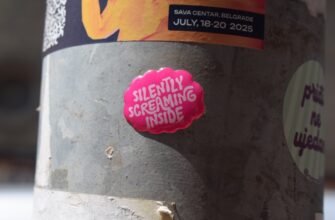 SAVA CENTAR, BELGRADE
JULY, 18-20 2025
SILENTLY
SCREAMING
INSIDE